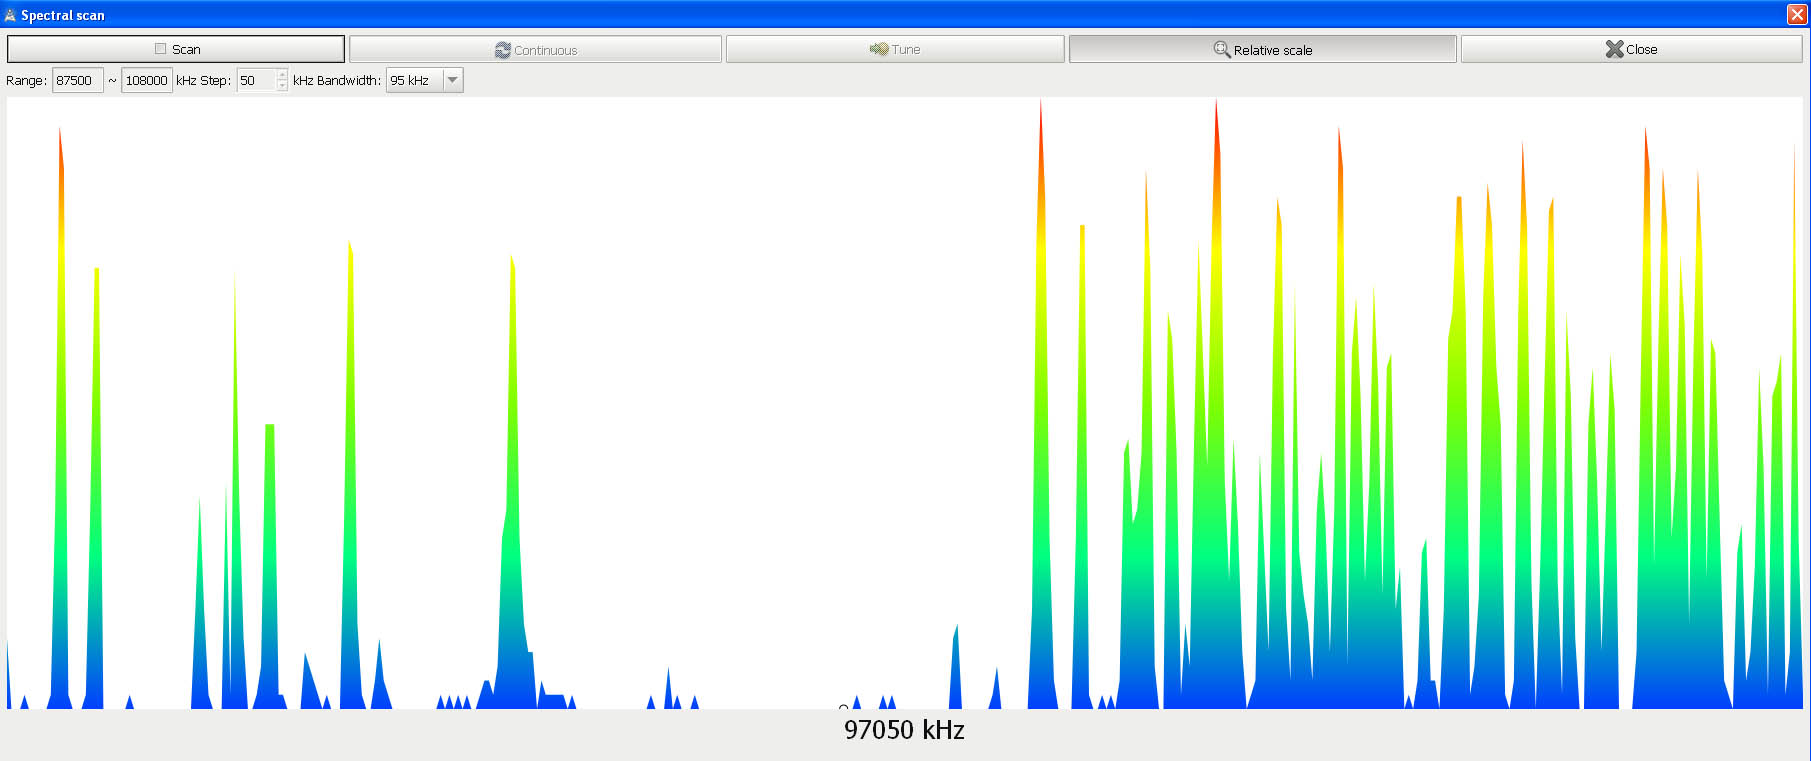 Spectral scan
Scan Continuous Tune Relative scale Close
Range: 87500 ~ 108000 kHz Step: 50 kHz Bandwidth: 95 kHz
97050 kHz